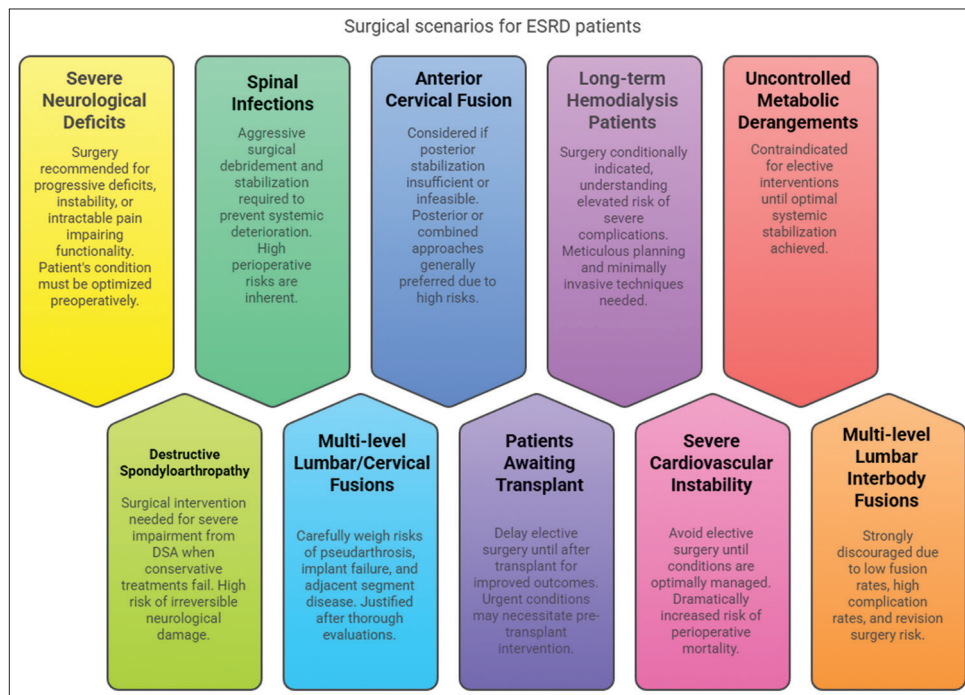 Surgical scenarios for ESRD patients
Severe
Neurological
Deficits
Surgery
recommended for
progressive deficits,
instability, or
intractable pain
impairing
functionality.
Patient's condition
must be optimized
preoperatively.
Spinal
Infections
Aggressive
surgical
debridement and
stabilization
required to
prevent systemic
deterioration.
High
perioperative
risks are
inherent.
Anterior
Cervical Fusion
Considered if
posterior
stabilization
insufficient or
infeasible.
Posterior or
combined
approaches
generally
preferred due to
high risks.
Long-term
Hemodialysis
Patients
Surgery conditionally
indicated,
understanding
elevated risk of
severe
complications.
Meticulous planning
and minimally
invasive techniques
needed.
Uncontrolled
Metabolic
Derangements
Contraindicated
for elective
interventions
until optimal
systemic
stabilization
achieved.
Destructive
Spondyloarthropathy
Surgical intervention
needed for severe
impairment from
DSA when
conservative
treatments fail. High
risk of irreversible
neurological
damage.
Multi-level
Lumbar/Cervical
Fusions
Carefully weigh risks
of pseudarthrosis,
implant failure, and
adjacent segment
disease. Justified
after thorough
evaluations.
Patients
Awaiting
Transplant
Delay elective
surgery until after
transplant for
improved outcomes.
Urgent conditions
may necessitate pre-
transplant
intervention.
Severe
Cardiovascular
Instability
Avoid elective
surgery until
conditions are
optimally managed.
Dramatically
increased risk of
perioperative
mortality.
Multi-level
Lumbar
Interbody
Fusions
Strongly
discouraged due
to low fusion
rates, high
complication
rates, and revision
surgery risk.